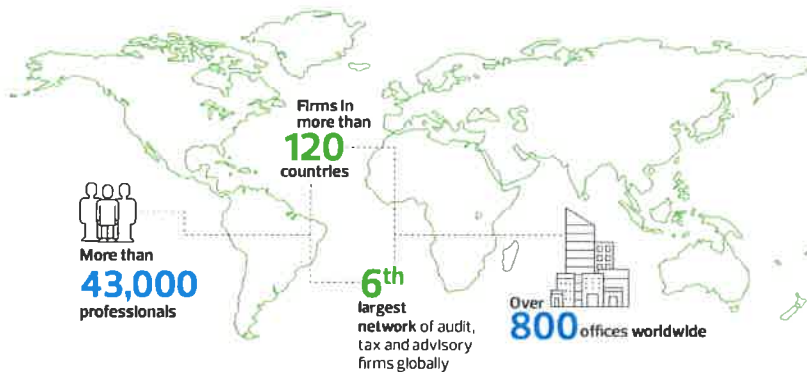 Firms in
more than
120
countries
More than
43,000
professionals
6th
largest
network of audit,
tax and advisory
firms globally
Over
800 offices worldwide